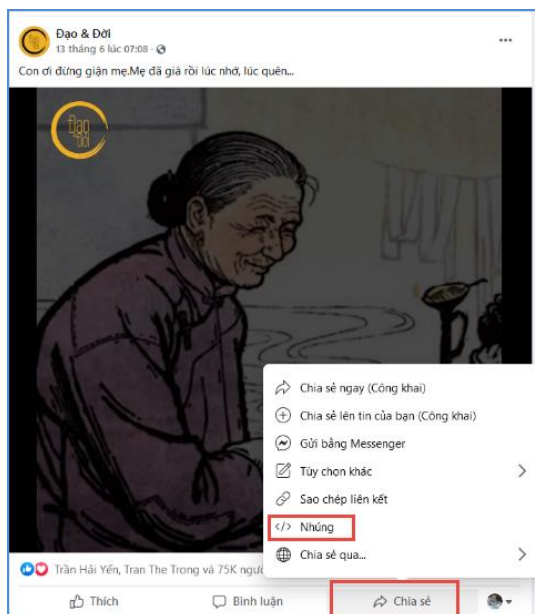 Đạo & Đời
13 tháng 6 lúc 07:08 ·
Con ơi đừng giận mẹ.Mẹ đã già rồi lúc nhớ, lúc quên...
Đạo
Đời
Chia sẻ ngay (Công khai)
Chia sẻ lên tin của bạn (Công khai)
Gửi bằng Messenger
Tùy chọn khác
Sao chép liên kết
</> Nhúng
Chia sẻ qua...
Trần Hải Yến, Tran The Trong và 75K ngườ
Thích
Bình luận
Chia sẻ